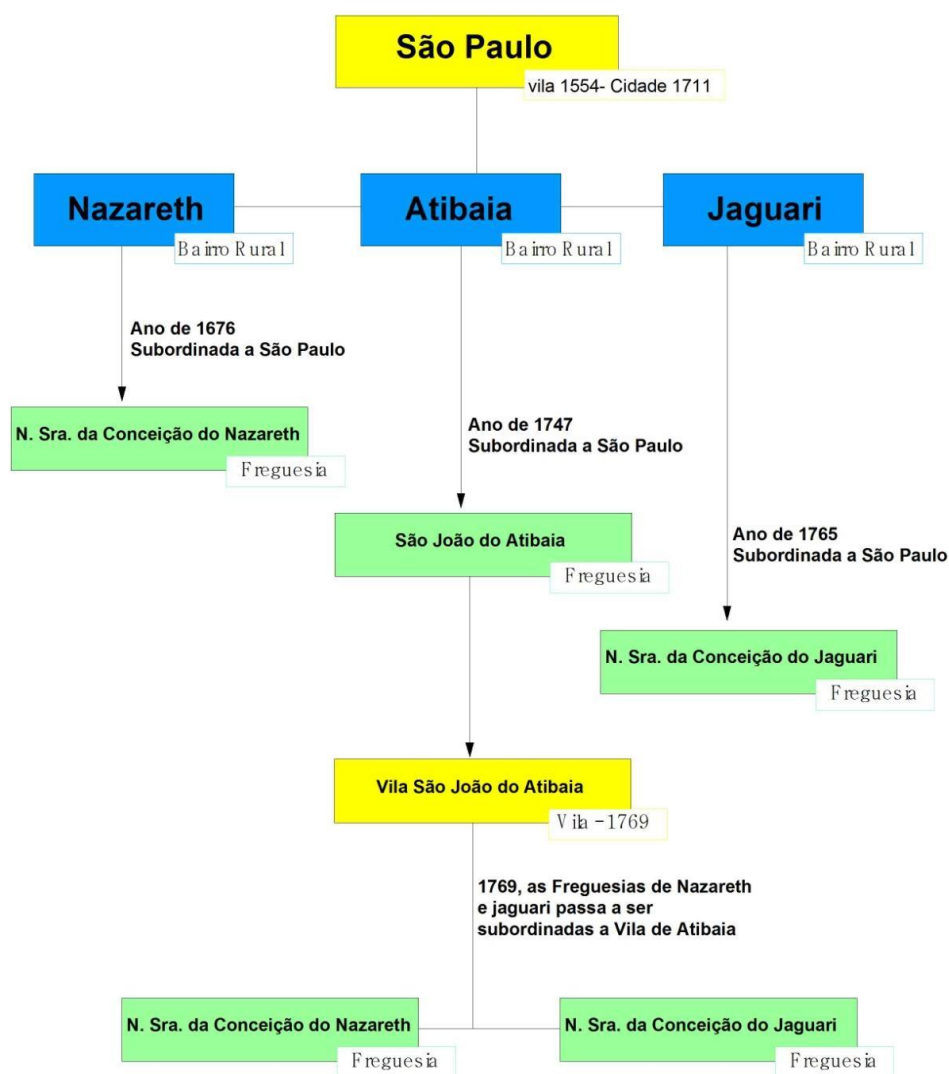 São Paulo
vila 1554- Cidade 1711
Nazareth
Bairro Rural
Atibaia
Bairro Rural
Jaguari
Bairro Rural
Ano de 1676
Subordinada a São Paulo
N. Sra. da Conceição do Nazareth
Freguesia
Ano de 1747
Subordinada a São Paulo
São João do Atibaia
Freguesia
Ano de 1765
Subordinada a São Paulo
N. Sra. da Conceição do Jaguari
Freguesia
Vila São João do Atibaia
Vila -1769
1769, as Freguesias de Nazareth
e jaguari passa a ser
subordinadas a Vila de Atibaia
N. Sra. da Conceição do Nazareth
Freguesia
N. Sra. da Conceição do Jaguari
Freguesia